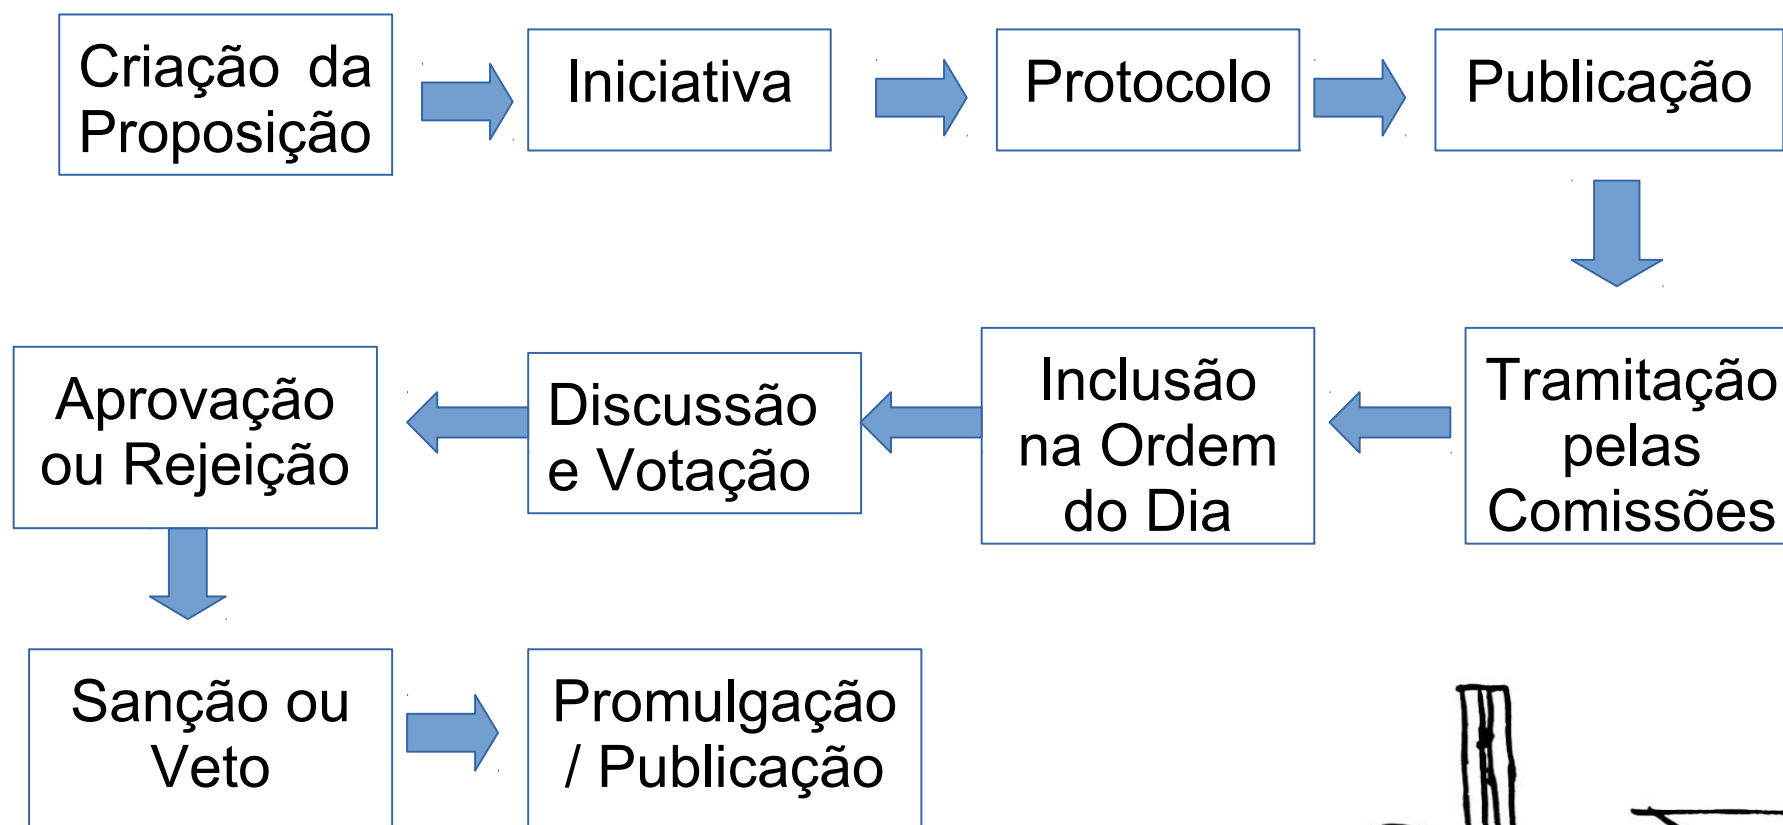 Criação da
Proposição
Iniciativa
Protocolo
Publicação
Tramitação
pelas
Comissões
Inclusão
na Ordem
do Dia
Discussão
e Votação
Aprovação
ou Rejeição
Sanção ou
Veto
Promulgação
/ Publicação